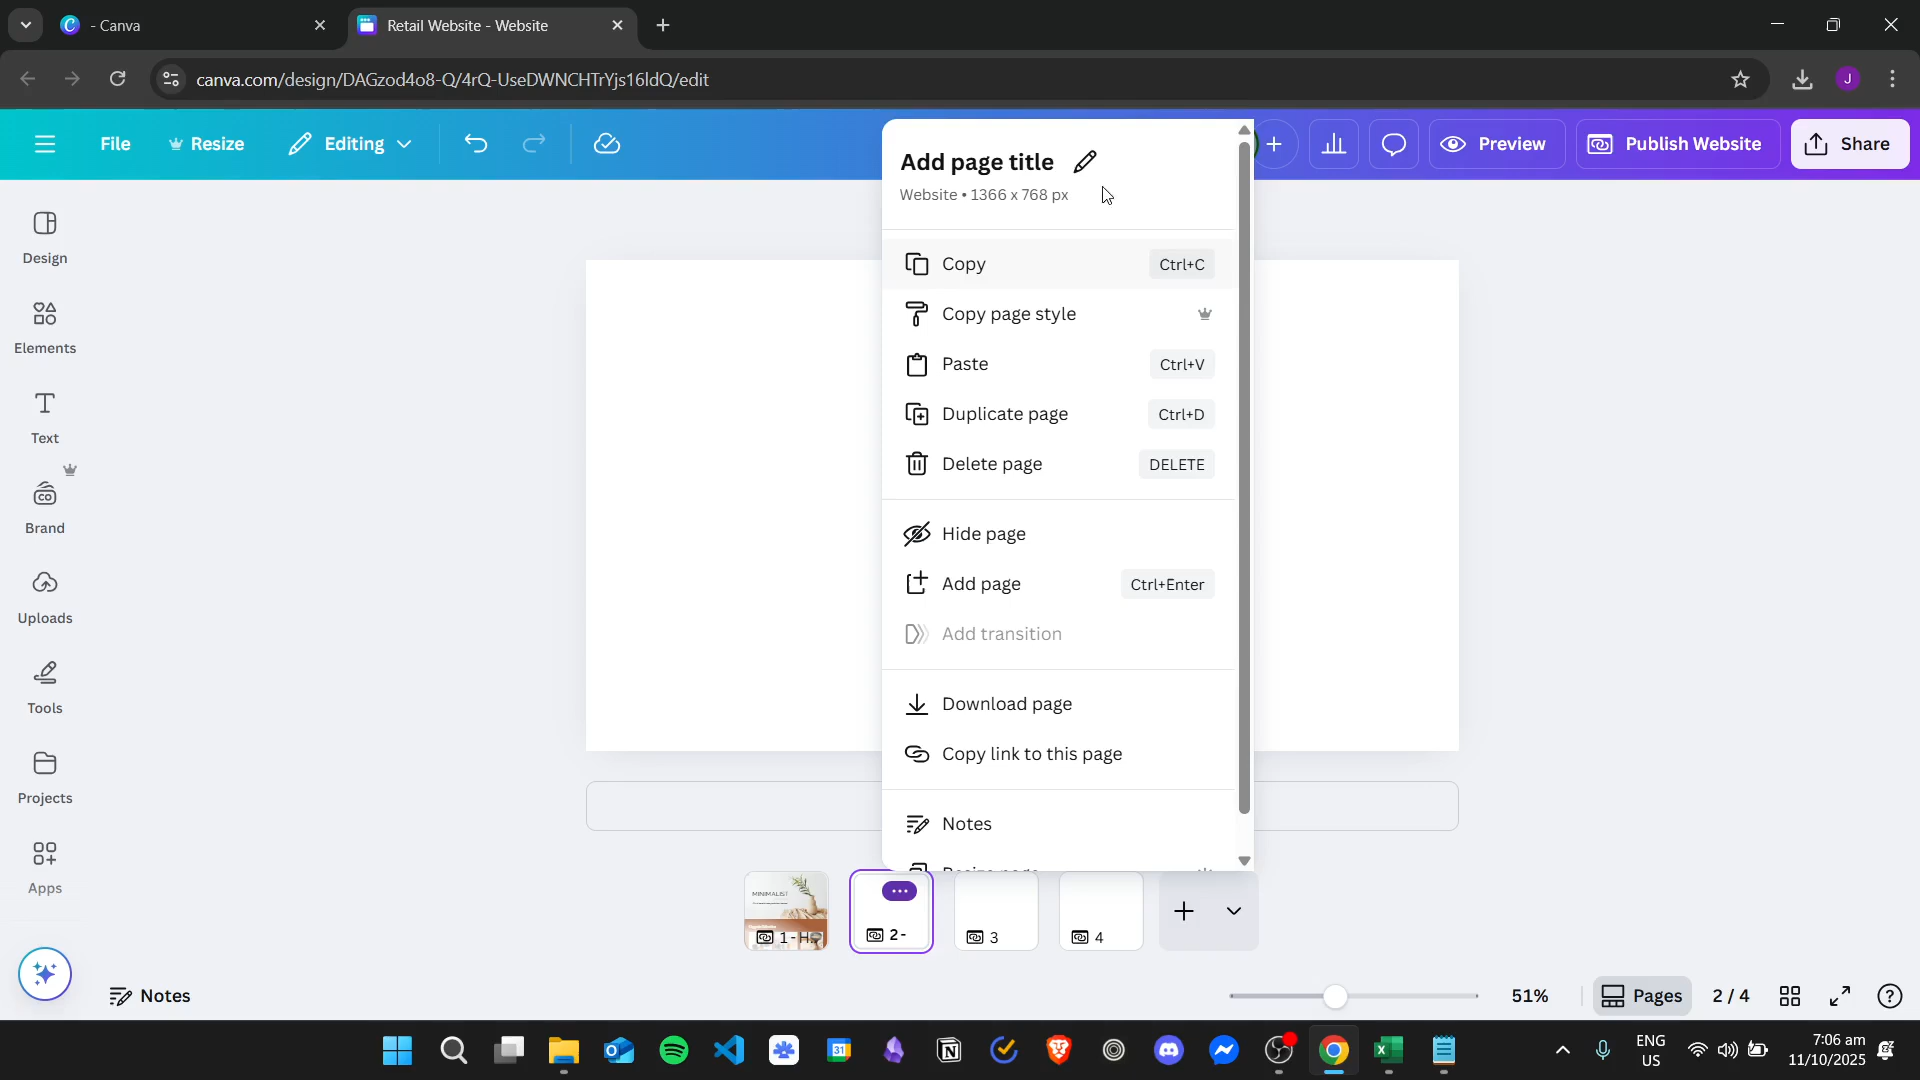 - Canva
Retail Website - Website
canva.com/design/DAGzod4o8-Q/4rQ-UseDWNCHTrYjs16ldQ/edit
J
File
Resize
Editing
Preview
Publish Website
Share
Design
Elements
Text
Brand
Uploads
Tools
Projects
Apps
Add page title
Website • 1366 x 768 px
Copy
Ctrl+C
Copy page style
Paste
Ctrl+V
Duplicate page
Ctrl+D
Delete page
DELETE
Hide page
Add page
Ctrl+Enter
Add transition
Download page
Copy link to this page
Notes
MINIMALIST
2 -
3
4
Notes
51%
Pages
2 / 4
31
ENG
US
7:06 am
11/10/2025